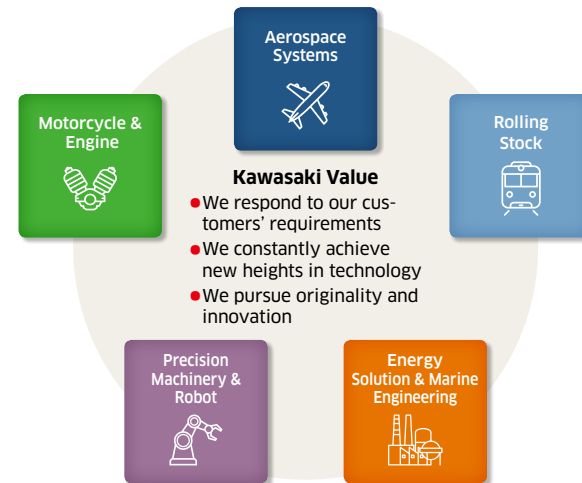 Aerospace
Systems
Motorcycle &
Engine
Rolling
Stock
Kawasaki Value
●We respond to our cus-
tomers' requirements
●We constantly achieve
new heights in technology
●We pursue originality and
innovation
Precision
Machinery &
Robot
Energy
Solution & Marine
Engineering